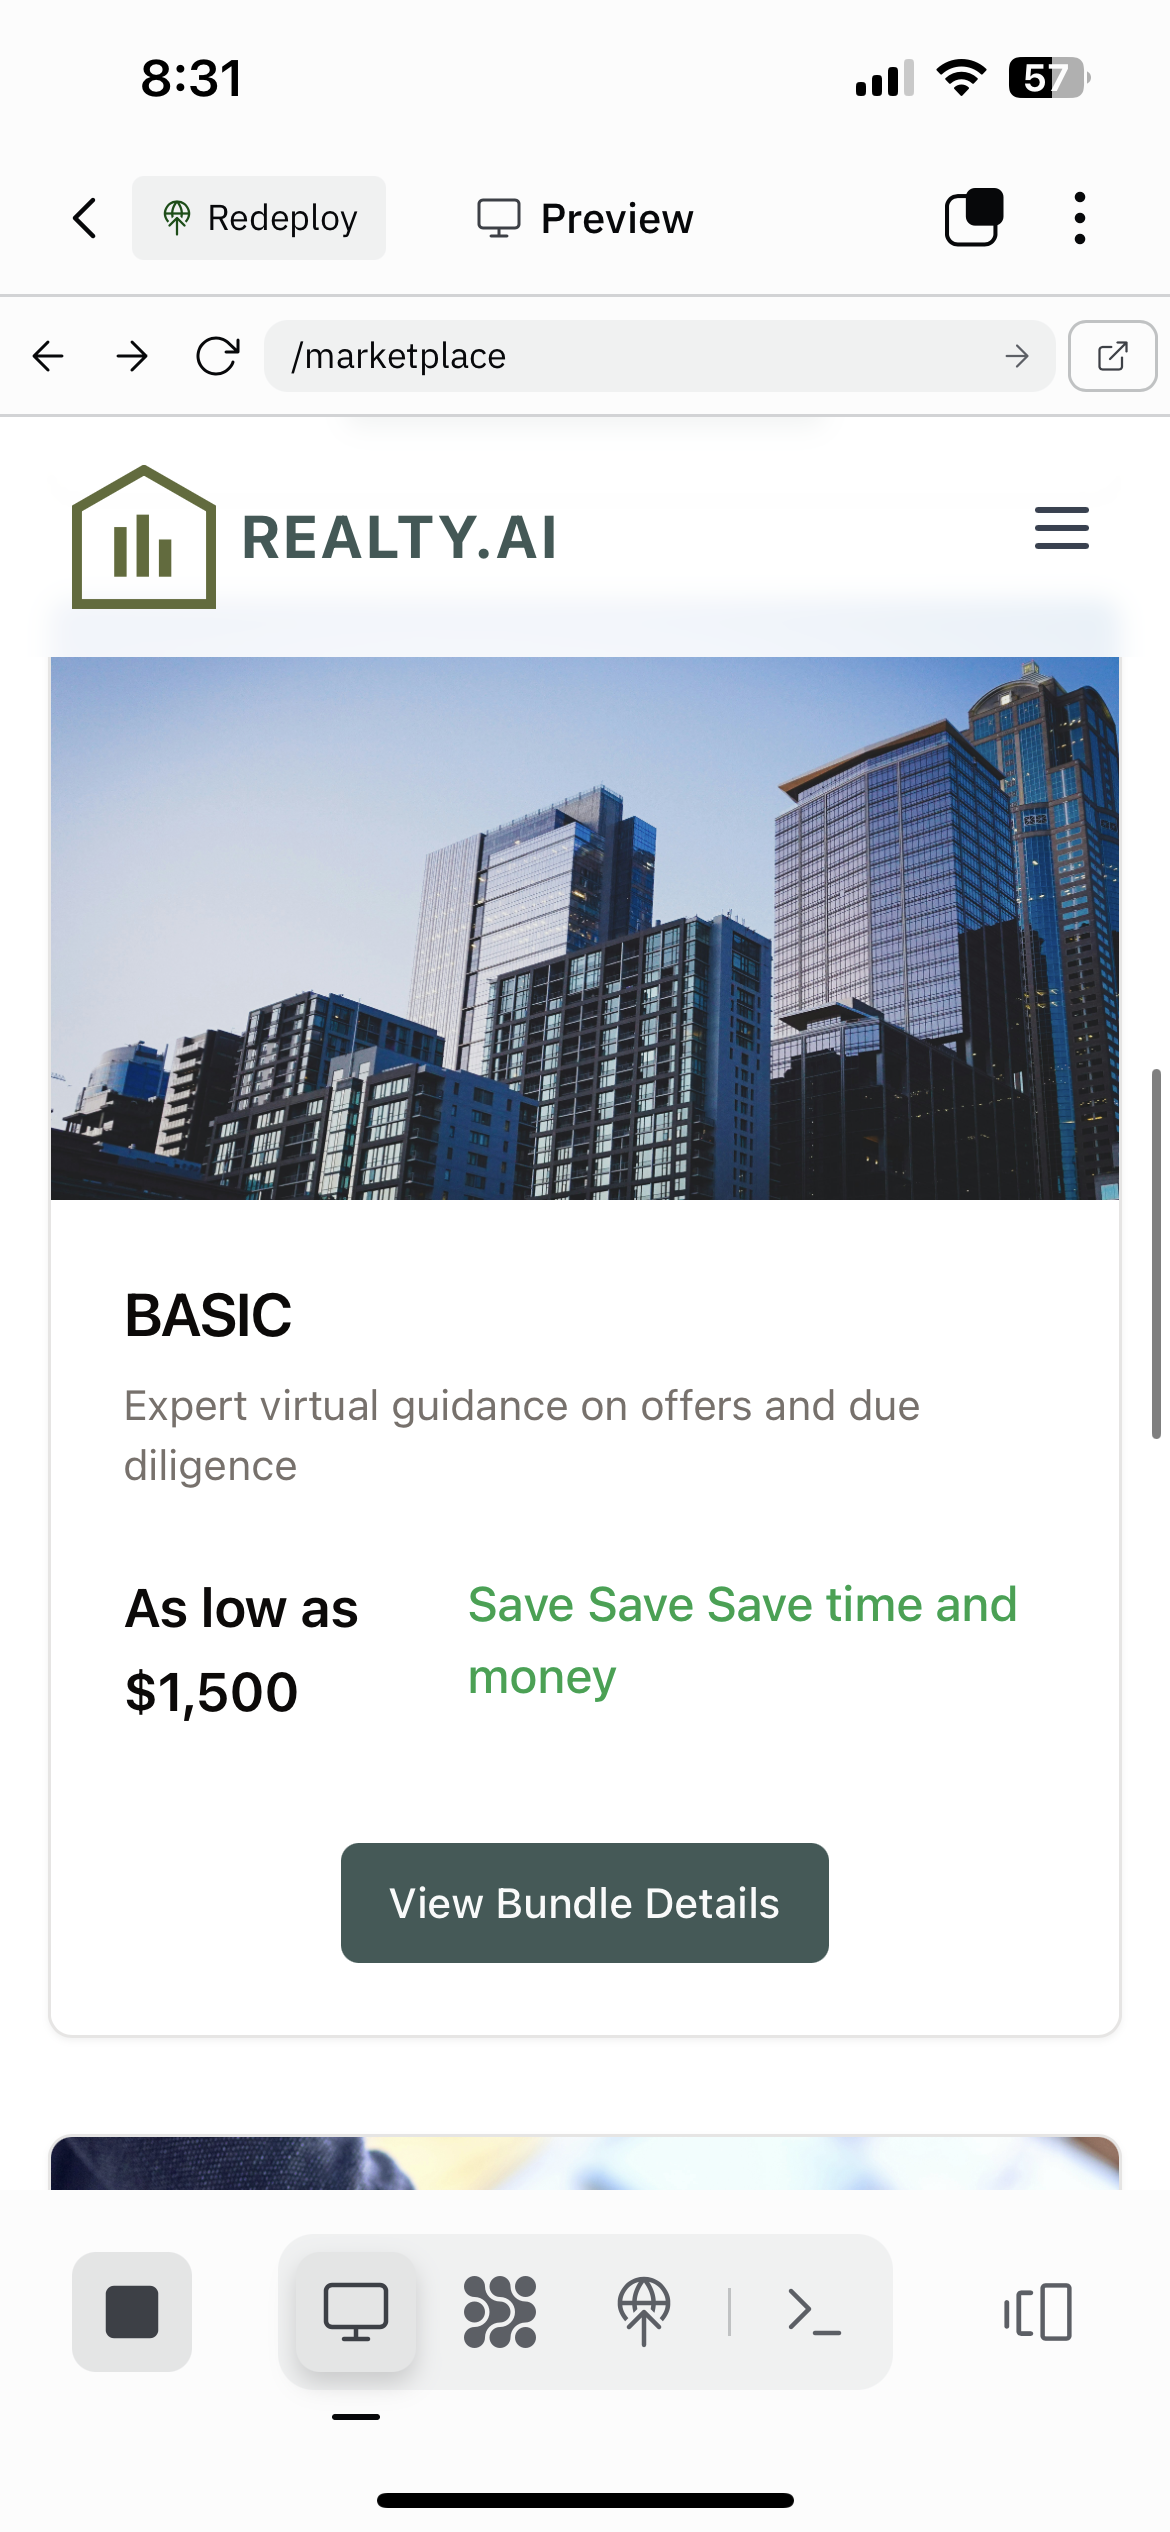 8:31
57
Redeploy
Preview
/marketplace
REALTY.AI
BASIC
Expert virtual guidance on offers and due
diligence
As low as
$1,500
Save Save Save time and
money
View Bundle Details